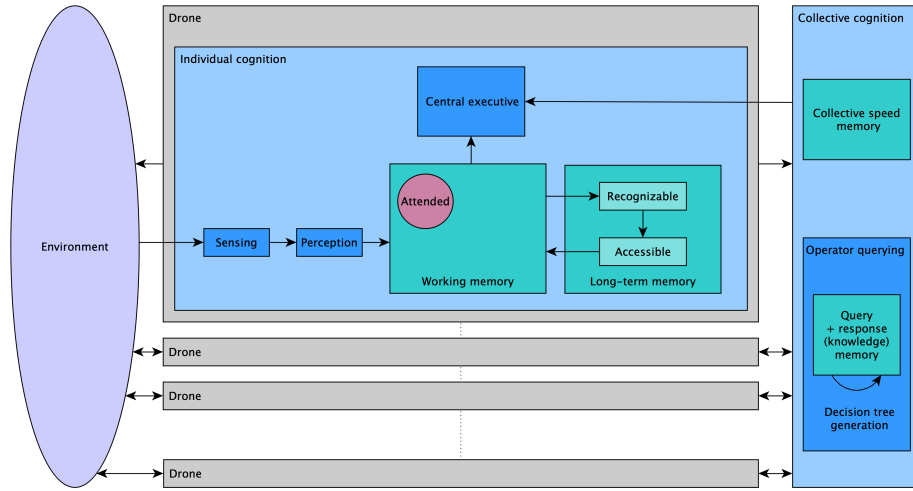 Drone
Collective cognition
Individual cognition
Central executive
Collective speed
memory
Attended
Recognizable
Environment
Sensing
Perception
Accessible
Operator querying
Working memory
Long-term memory
Query
+ response
(knowledge)
memory
Drone
Drone
Decision tree
generation
Drone